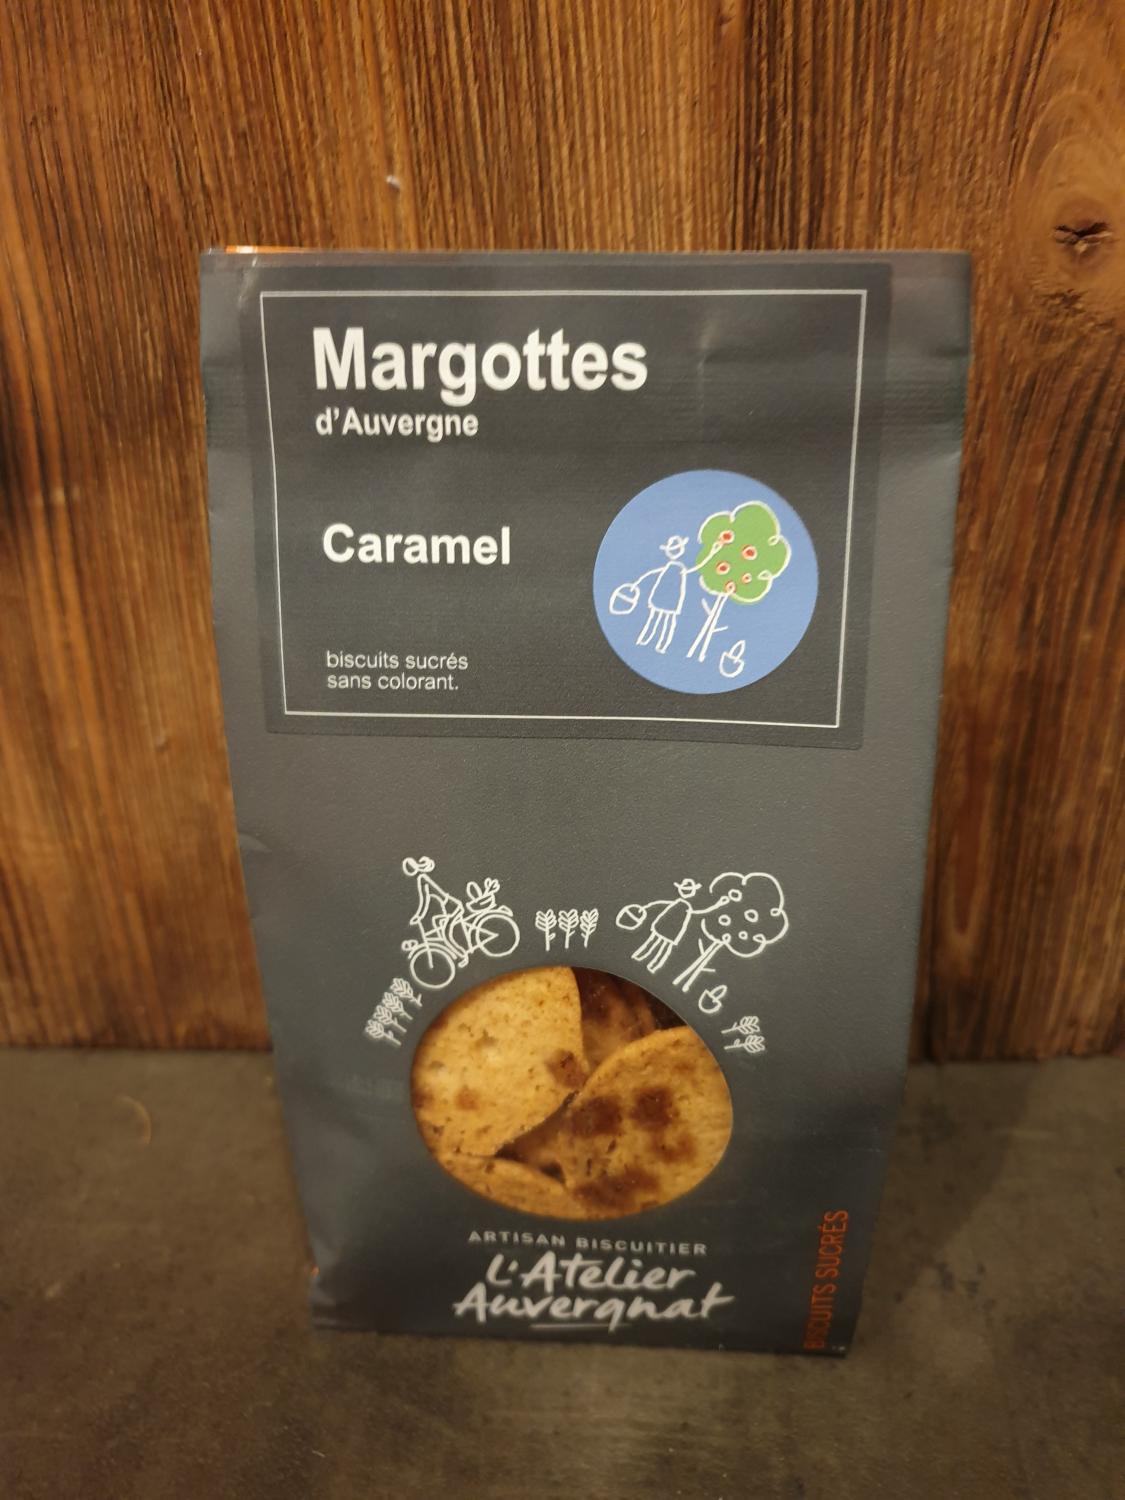 Margottes
d'Auvergne
Caramel
biscuits sucrés
sans colorant.
ARTISAN BISCUITIER
L'Atelier
Auvergnat
BISCUITS SUCRÉS